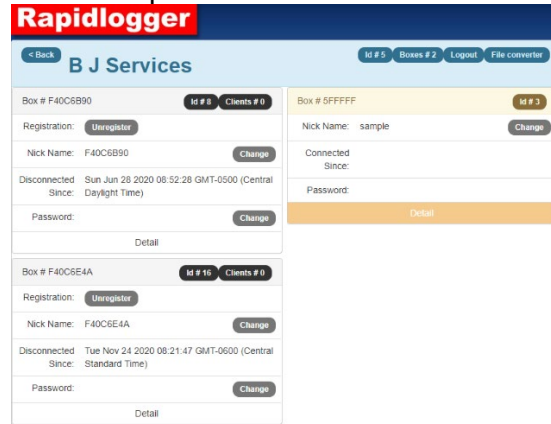 Rapidlogger
< Back
B J Services
Id # 5
Boxes # 2
Logout
File converter
Box # F40C6B90
Id # 8
Clients # 0
Registration:
Unregister
Nick Name:
F40C6B90
Change
Disconnected Since:
Sun Jun 28 2020 08:52:28 GMT-0500 (Central
Daylight Time)
Password:
Change
Detail
Box # F40C6E4A
Id # 16
Clients # 0
Registration:
Unregister
Nick Name:
F40C6E4A
Change
Disconnected Since:
Tue Nov 24 2020 08:21:47 GMT-0600 (Central
Standard Time)
Password:
Change
Detail
Box # 5FFFFF
Id # 3
Nick Name:
sample
Change
Connected
Since:
Password:
Detail